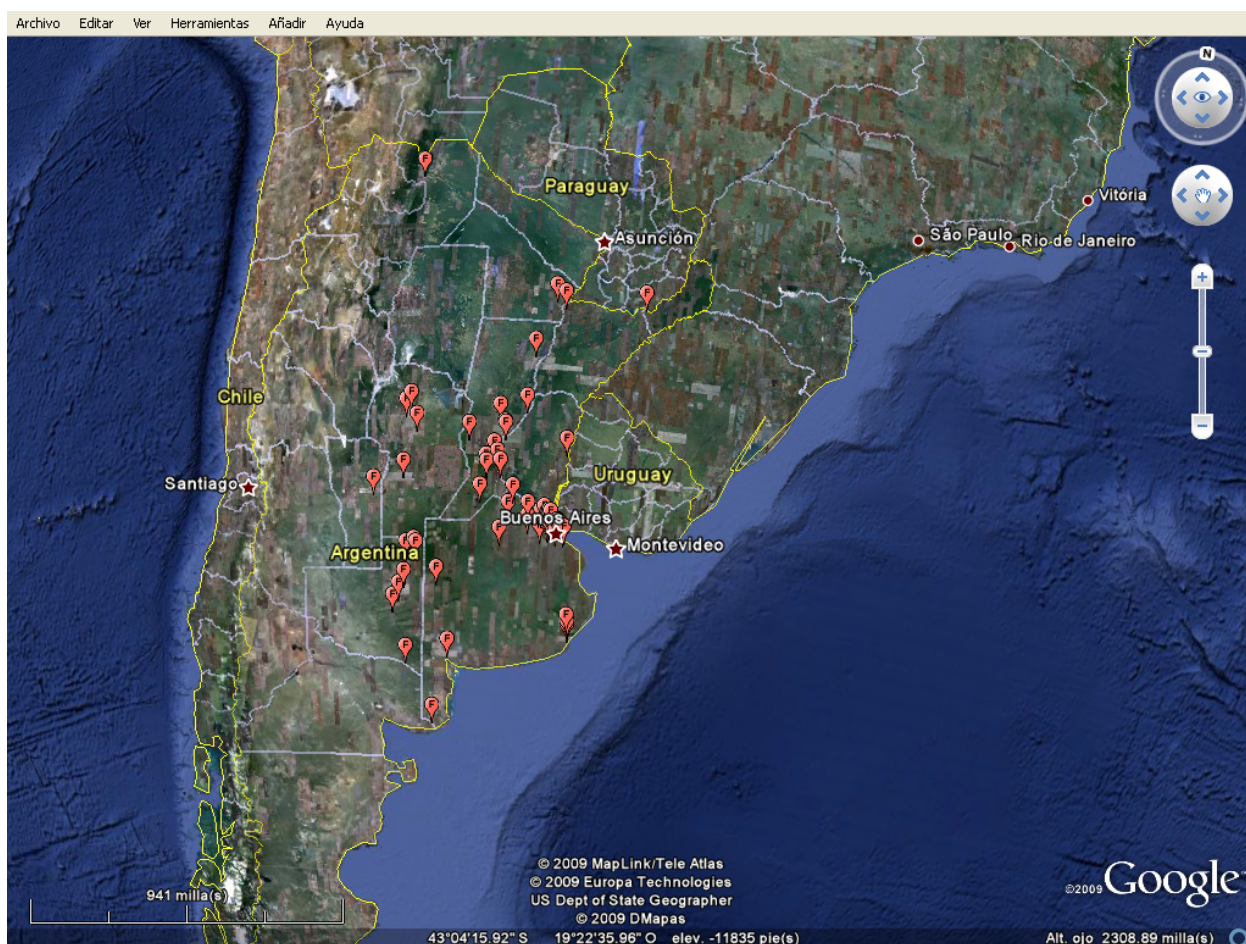 Archivo Editar Ver Herramientas Añadir Ayuda
N
F
Paraguay
Vitória
Asunción
São Paulo
Rio de Janeiro
Chile
Uruguay
Santiago
Buenos Aires
Argentina
Montevideo
© 2009 MapLink/Tele Atlas
© 2009 Europa Technologies
US Dept of State Geographer
© 2009 DMapas
941 milla(s)
©2009 Google
43°04'15.92" S 19°22'35.96" O elev. -11835 pie(s) Alt. ojo 2308.89 milla(s)